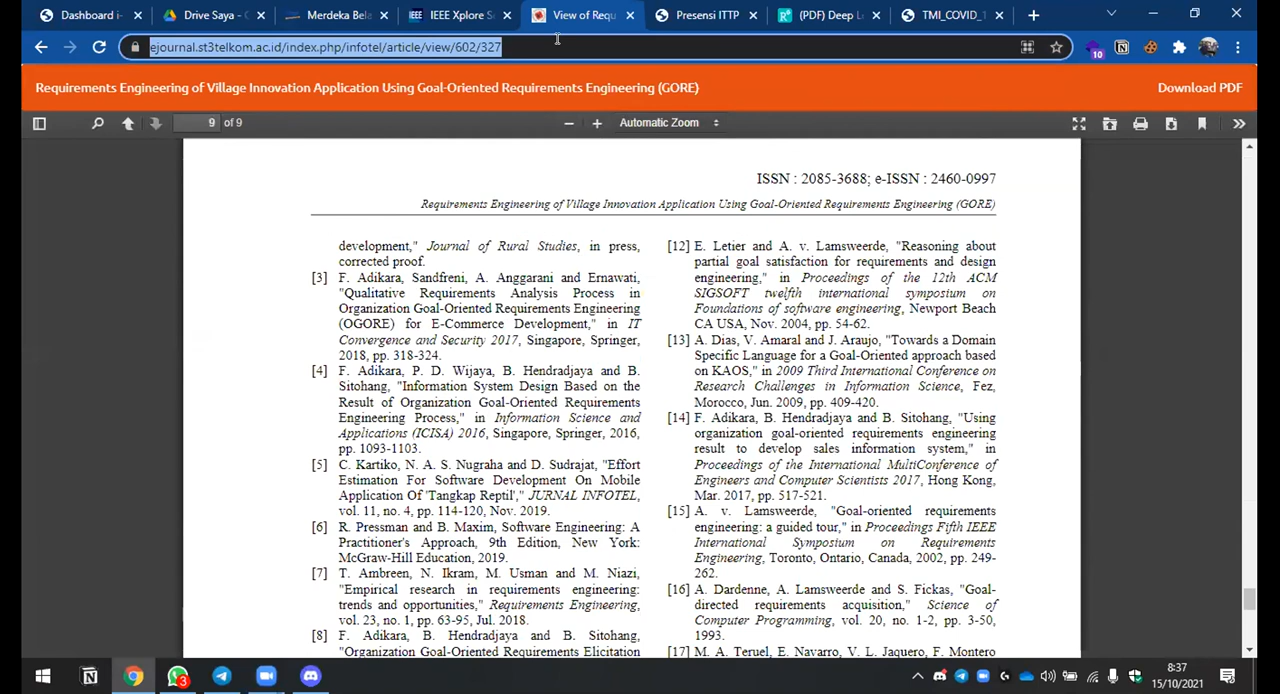 Dashboard i-
Drive Saya - G
Merdeka Bela
IEEE Xplore Se
View of Requ
Presensi ITTP
(PDF) Deep L
TMI_COVID_1
ejournal.st3telkom.ac.id/index.php/infotel/article/view/602/327
10
Requirements Engineering of Village Innovation Application Using Goal-Oriented Requirements Engineering (GORE)
Download PDF
9 of 9
Automatic Zoom
ISSN : 2085-3688; e-ISSN : 2460-0997
Requirements Engineering of Village Innovation Application Using Goal-Oriented Requirements Engineering (GORE)
development," Journal of Rural Studies, in press,
corrected proof.
[3] F. Adikara, Sandfreni, A. Anggarani and Ernawati,
"Qualitative Requirements Analysis Process in
Organization Goal-Oriented Requirements Engineering
(OGORE) for E-Commerce Development," in IT
Convergence and Security 2017, Singapore, Springer,
2018, pp. 318-324.
[4] F. Adikara, P. D. Wijaya, B. Hendradjaya and B.
Sitohang, "Information System Design Based on the
Result of Organization Goal-Oriented Requirements
Engineering Process," in Information Science and
Applications (ICISA) 2016, Singapore, Springer, 2016,
pp. 1093-1103.
[5] C. Kartiko, N. A. S. Nugraha and D. Sudrajat, "Effort
Estimation For Software Development On Mobile
Application Of 'Tangkap Reptil'," JURNAL INFOTEL,
vol. 11, no. 4, pp. 114-120, Nov. 2019.
[6] R. Pressman and B. Maxim, Software Engineering: A
Practitioner's Approach, 9th Edition, New York:
McGraw-Hill Education, 2019.
[7] T. Ambreen, N. Ikram, M. Usman and M. Niazi,
"Empirical research in requirements engineering:
trends and opportunities," Requirements Engineering,
vol. 23, no. 1, pp. 63-95, Jul. 2018.
[8] F. Adikara, B. Hendradjaya and B. Sitohang,
"Organization Goal-Oriented Requirements Elicitation
[12] E. Letier and A. v. Lamsweerde, "Reasoning about
partial goal satisfaction for requirements and design
engineering," in Proceedings of the 12th ACM
SIGSOFT twelfth international symposium on
Foundations of software engineering, Newport Beach
CA USA, Nov. 2004, pp. 54-62.
[13] A. Dias, V. Amaral and J. Araujo, "Towards a Domain
Specific Language for a Goal-Oriented approach based
on KAOS," in 2009 Third International Conference on
Research Challenges in Information Science, Fez,
Morocco, Jun. 2009, pp. 409-420.
[14] F. Adikara, B. Hendradjaya and B. Sitohang, "Using
organization goal-oriented requirements engineering
result to develop sales information system," in
Proceedings of the International MultiConference of
Engineers and Computer Scientists 2017, Hong Kong,
Mar. 2017, pp. 517-521.
[15] A. v. Lamsweerde, "Goal-oriented requirements
engineering: a guided tour," in Proceedings Fifth IEEE
International Symposium on Requirements
Engineering, Toronto, Ontario, Canada, 2002, pp. 249-
262.
[16] A. Dardenne, A. Lamsweerde and S. Fickas, "Goal-
directed requirements acquisition," Science of
Computer Programming, vol. 20, no. 1-2, pp. 3-50,
1993.
[17] M. A. Teruel, E. Navarro, V. L. Jaquero, F. Montero
3
8:37
15/10/2021